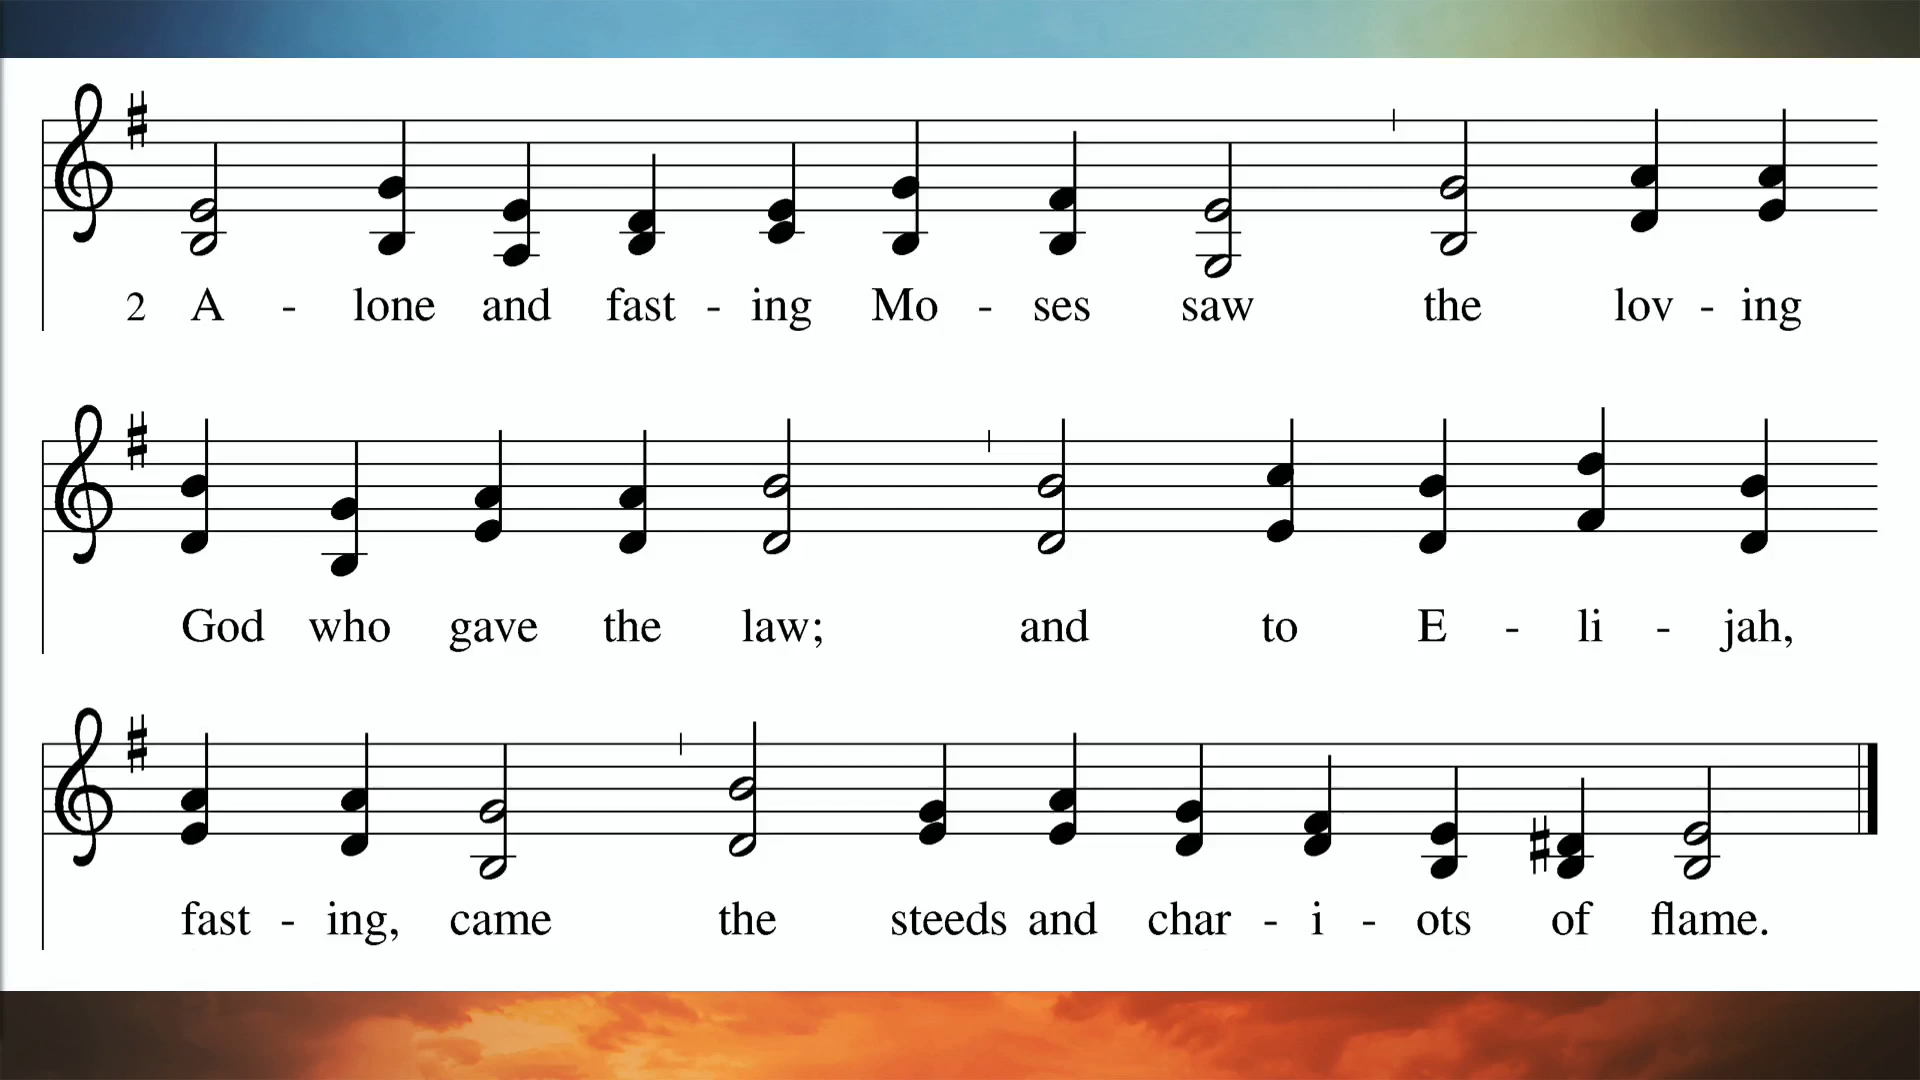 2 A - lone and fast - ing Mo - ses saw the lov - ing
God who gave the law; and to E - li - jah,
fast - ing, came the steeds and char - i - ots of flame.